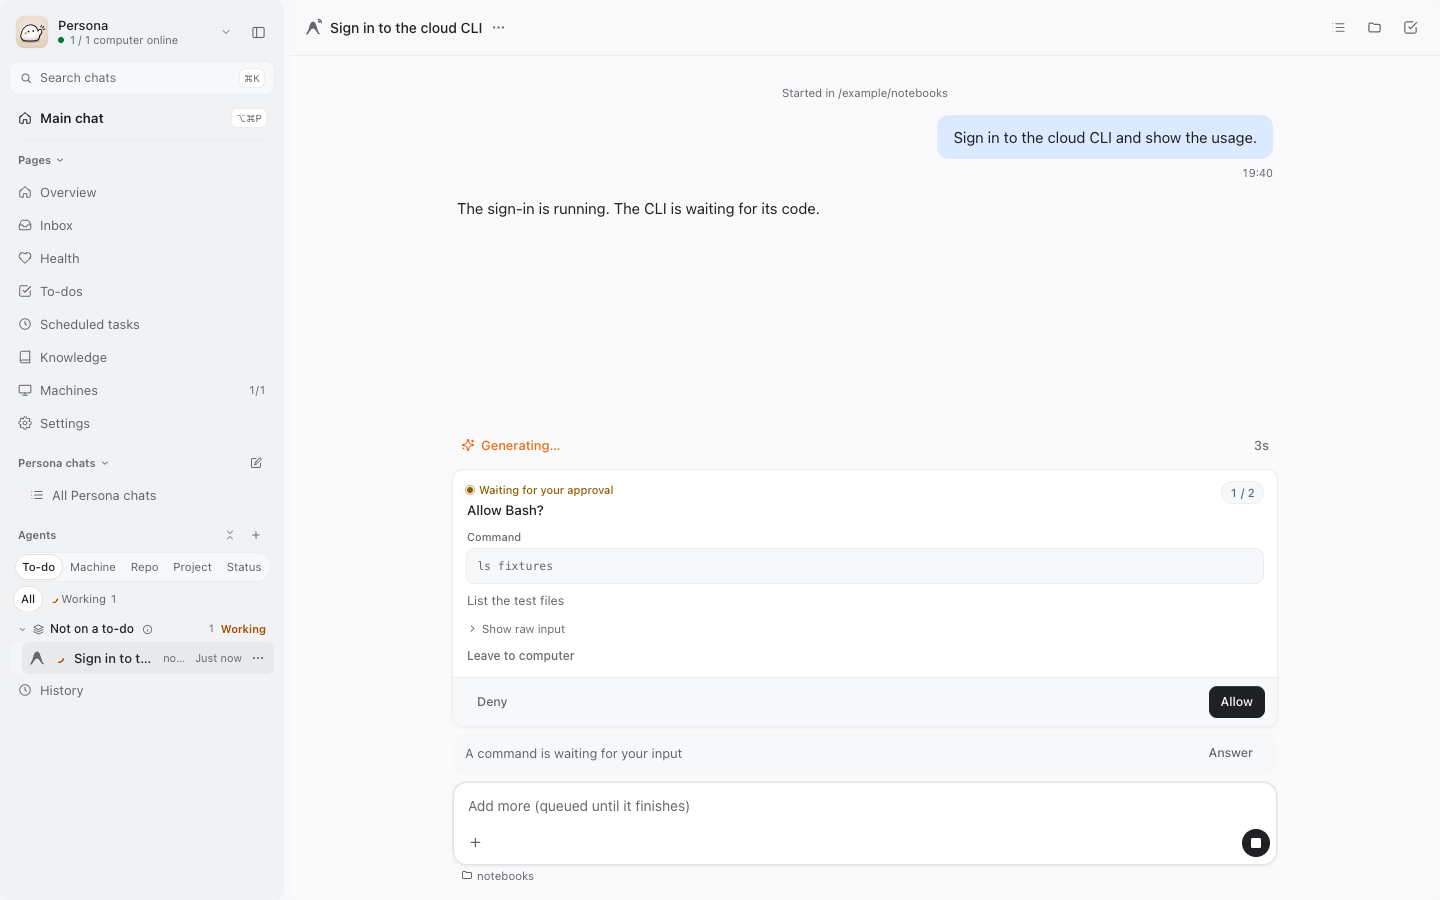 Persona
1 / 1 computer online
Search chats
⌘K
Main chat
⌥⌘P
Pages
Overview
Inbox
Health
To-dos
Scheduled tasks
Knowledge
Machines
1/1
Settings
Persona chats
All Persona chats
Agents
To-do
Machine
Repo
Project
Status
All
Working 1
Not on a to-do
1 Working
Sign in to t...
no...
Just now
History
Sign in to the cloud CLI
Started in /example/notebooks
Sign in to the cloud CLI and show the usage.
19:40
The sign-in is running. The CLI is waiting for its code.
Generating...
3s
Waiting for your approval
1 / 2
Allow Bash?
Command
ls fixtures
List the test files
Show raw input
Leave to computer
Deny
Allow
A command is waiting for your input
Answer
Add more (queued until it finishes)
notebooks